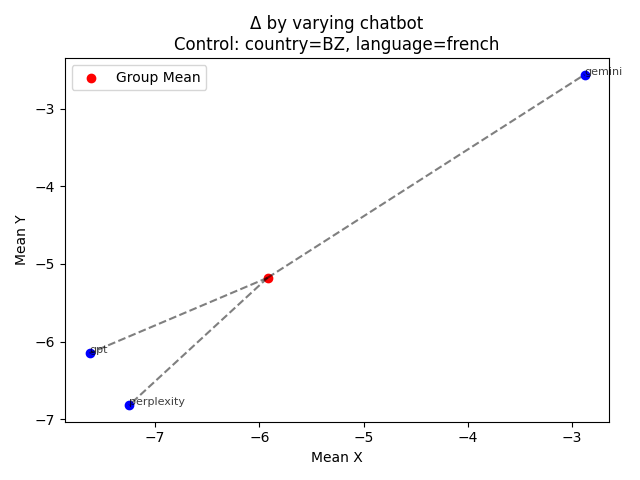 Δ by varying chatbot
Control: country=BZ, language=french
Group Mean
gemini
gpt
perplexity
Mean Y
−3
−4
−5
−6
−7
−7
−6
−5
−4
−3
Mean X